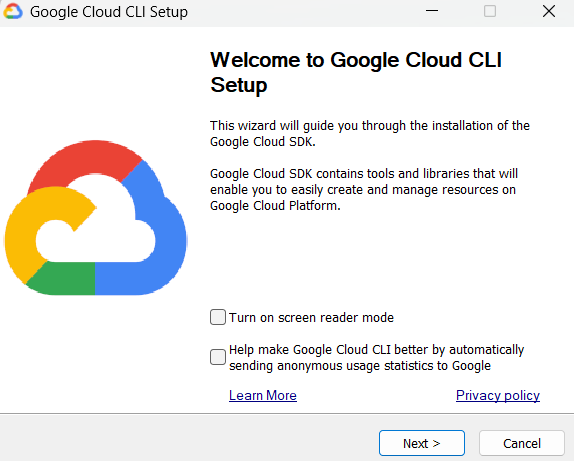 Google Cloud CLI Setup
Welcome to Google Cloud CLI
Setup
This wizard will guide you through the installation of the
Google Cloud SDK.
Google Cloud SDK contains tools and libraries that will
enable you to easily create and manage resources on
Google Cloud Platform.
Turn on screen reader mode
Help make Google Cloud CLI better by automatically
sending anonymous usage statistics to Google
Learn More Privacy policy
Next > Cancel